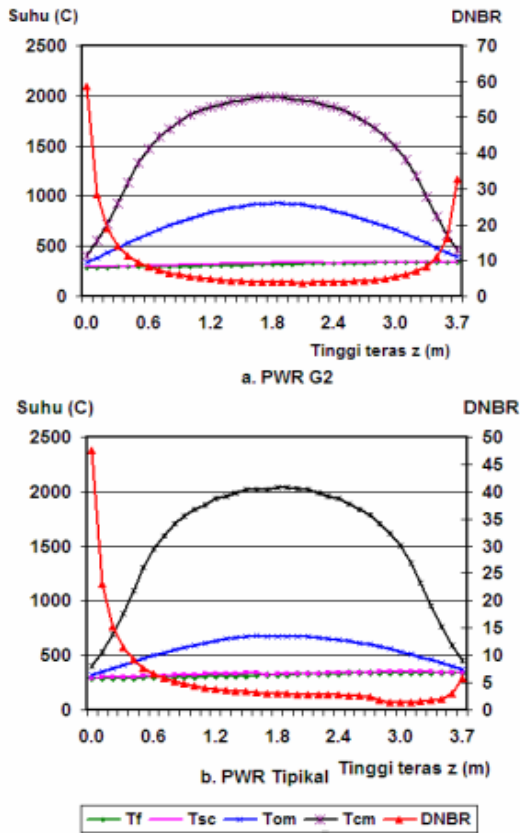 Suhu (C) DNBR
2500 70
60
2000
50
1500 40
30
1000
20
500
10
0 0
0.0 0.6 1.2 1.8 2.4 3.0 3.7
Tinggi teras z (m)
a. PWR G2
Suhu (C) DNBR
2500 50
45
2000 40
35
1500 30
25
1000 20
15
500 10
5
0 0
0.0 0.6 1.2 1.8 2.4 3.0 3.7
b. PWR Tipikal Tinggi teras z (m)
Tf Tsc Tom Tcm DNBR